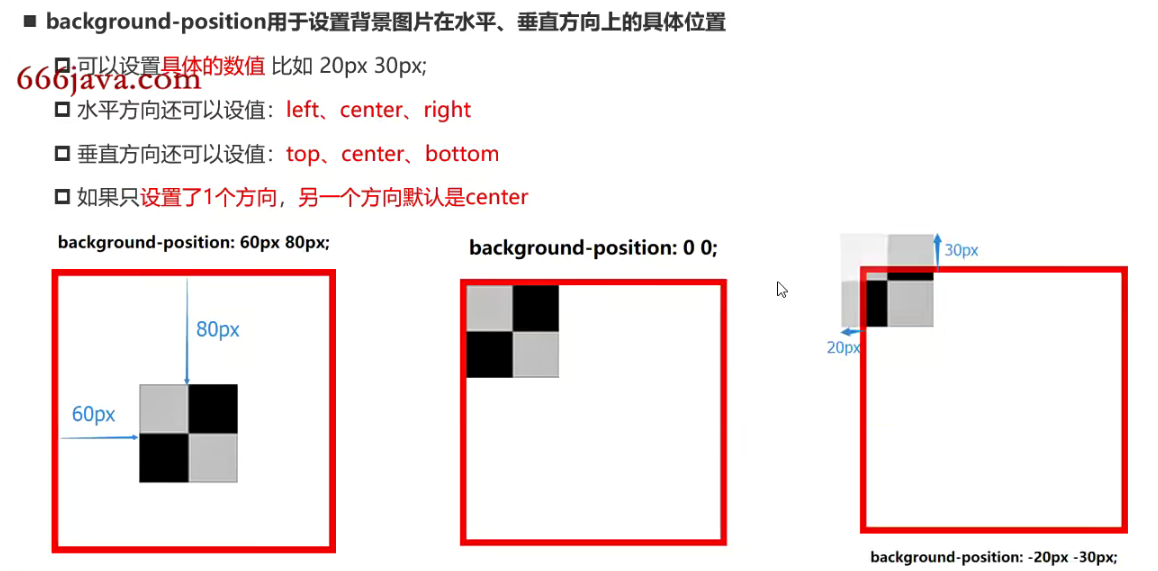 background-position用于设置背景图片在水平、垂直方向上的具体位置
可以设置具体的数值 比如 20px 30px;
666java.com
水平方向还可以设值：left、center、right
垂直方向还可以设值：top、center、bottom
如果只设置了1个方向，另一个方向默认是center
background-position: 60px 80px;
80px
60px
background-position: 0 0;
30px
20px
background-position: -20px -30px;